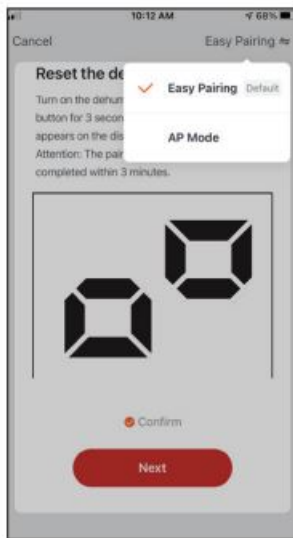 10:12 AM
68%
Cancel
Easy Pairing
Reset the de
Easy Pairing Default
Turn on the dehum
button for 3 secon
AP Mode
appears on the dis
Attention: The pair
completed within 3 minutes.
Confirm
Next